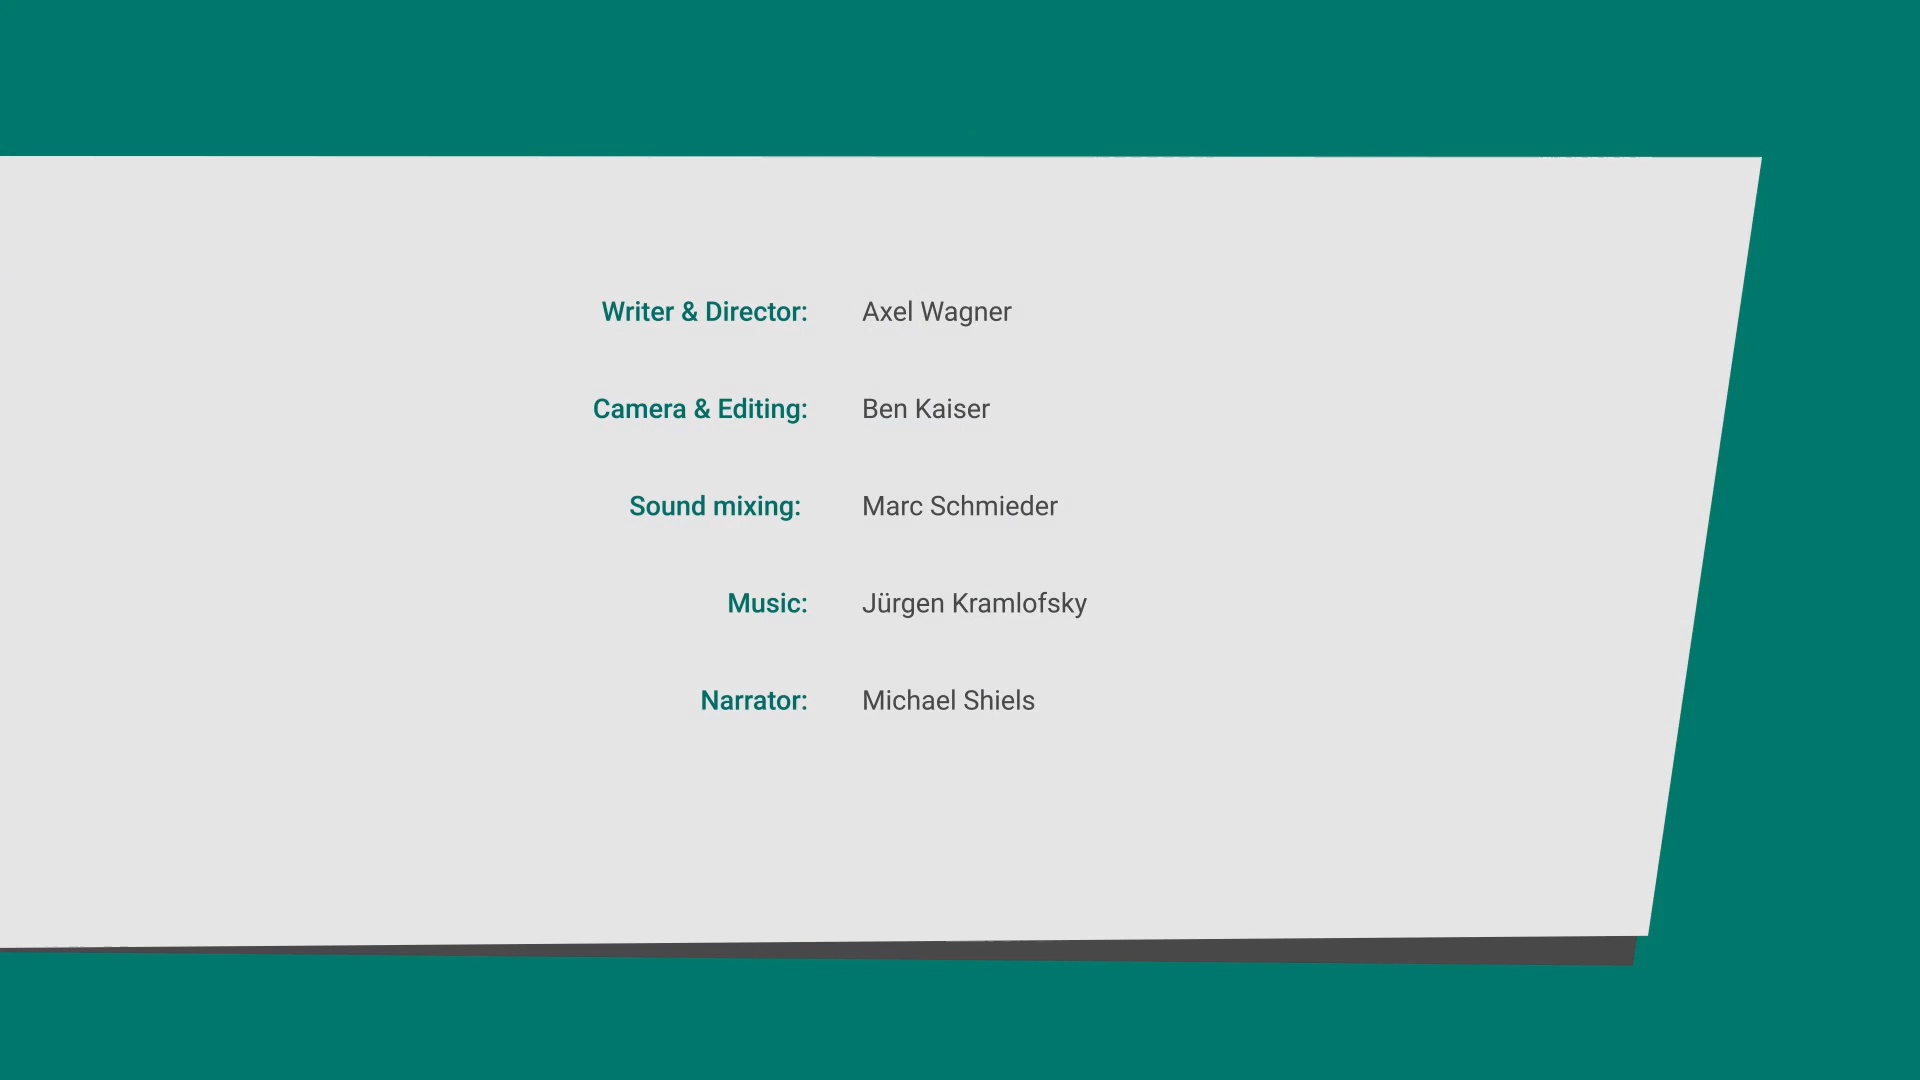 Writer & Director: Axel Wagner
Camera & Editing: Ben Kaiser
Sound mixing: Marc Schmieder
Music: Jürgen Kramlofsky
Narrator: Michael Shiels